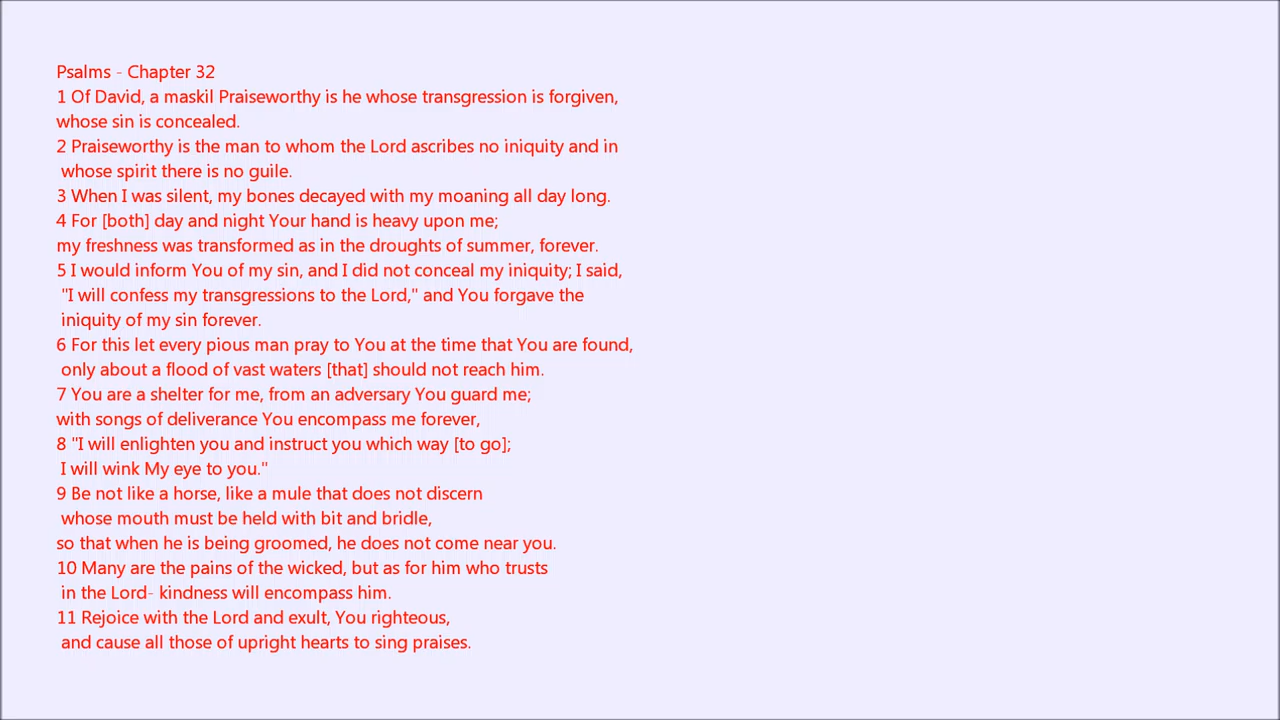 Psalms - Chapter 32
1 Of David, a maskil Praiseworthy is he whose transgression is forgiven,
whose sin is concealed.
2 Praiseworthy is the man to whom the Lord ascribes no iniquity and in
whose spirit there is no guile.
3 When I was silent, my bones decayed with my moaning all day long.
4 For [both] day and night Your hand is heavy upon me;
my freshness was transformed as in the droughts of summer, forever.
5 I would inform You of my sin, and I did not conceal my iniquity; I said,
"I will confess my transgressions to the Lord," and You forgave the
iniquity of my sin forever.
6 For this let every pious man pray to You at the time that You are found,
only about a flood of vast waters [that] should not reach him.
7 You are a shelter for me, from an adversary You guard me;
with songs of deliverance You encompass me forever,
8 "I will enlighten you and instruct you which way [to go];
I will wink My eye to you."
9 Be not like a horse, like a mule that does not discern
whose mouth must be held with bit and bridle,
so that when he is being groomed, he does not come near you.
10 Many are the pains of the wicked, but as for him who trusts
in the Lord- kindness will encompass him.
11 Rejoice with the Lord and exult, You righteous,
and cause all those of upright hearts to sing praises.